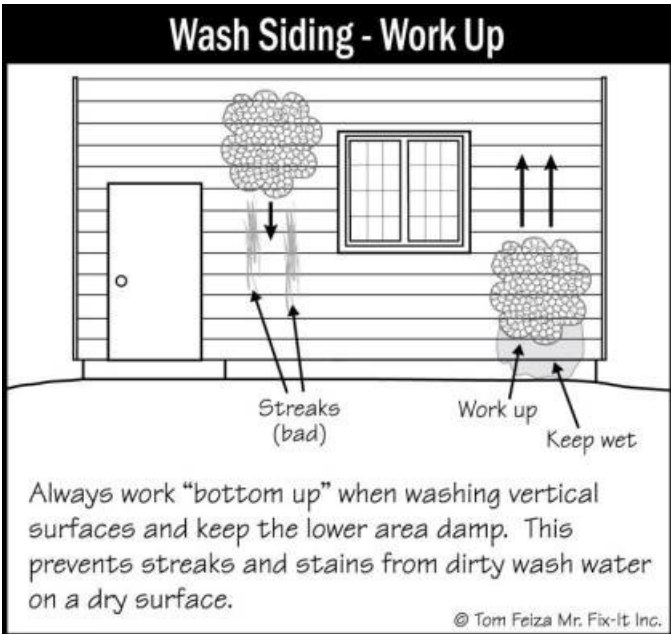 Wash Siding - Work Up
Streaks
(bad)
Work up
Keep wet
Always work “bottom up” when washing vertical
surfaces and keep the lower area damp.  This
prevents streaks and stains from dirty wash water
on a dry surface.
© Tom Feiza Mr. Fix-It Inc.